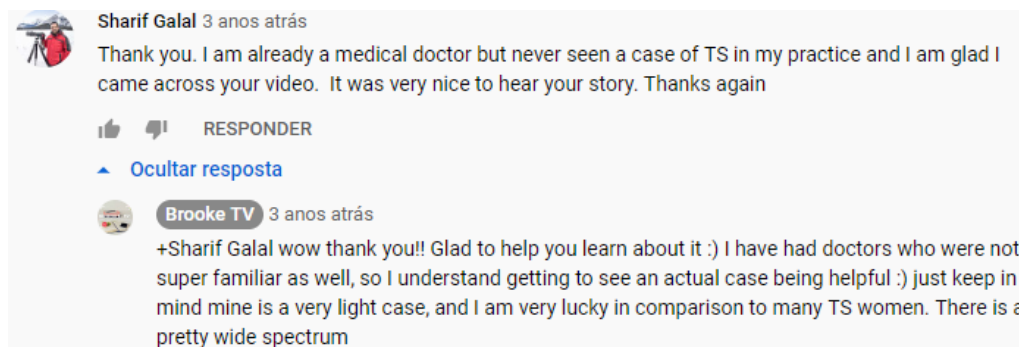 Sharif Galal 3 anos atrás
Thank you. I am already a medical doctor but never seen a case of TS in my practice and I am glad I
came across your video.  It was very nice to hear your story. Thanks again
RESPONDER
Ocultar resposta
Brooke TV 3 anos atrás
+Sharif Galal wow thank you!! Glad to help you learn about it :) I have had doctors who were not
super familiar as well, so I understand getting to see an actual case being helpful :) just keep in
mind mine is a very light case, and I am very lucky in comparison to many TS women. There is a
pretty wide spectrum